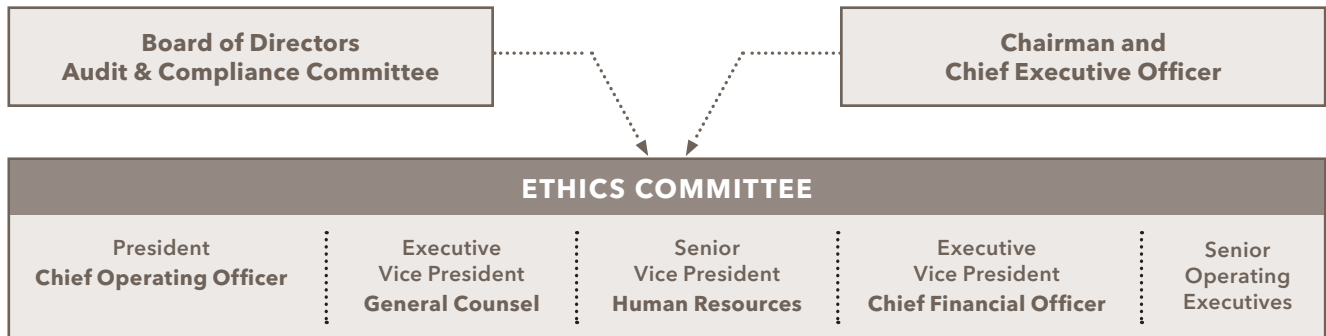 Board of Directors
Audit & Compliance Committee
Chairman and
Chief Executive Officer
ETHICS COMMITTEE
President
Chief Operating Officer
Executive
Vice President
General Counsel
Senior
Vice President
Human Resources
Executive
Vice President
Chief Financial Officer
Senior
Operating
Executives